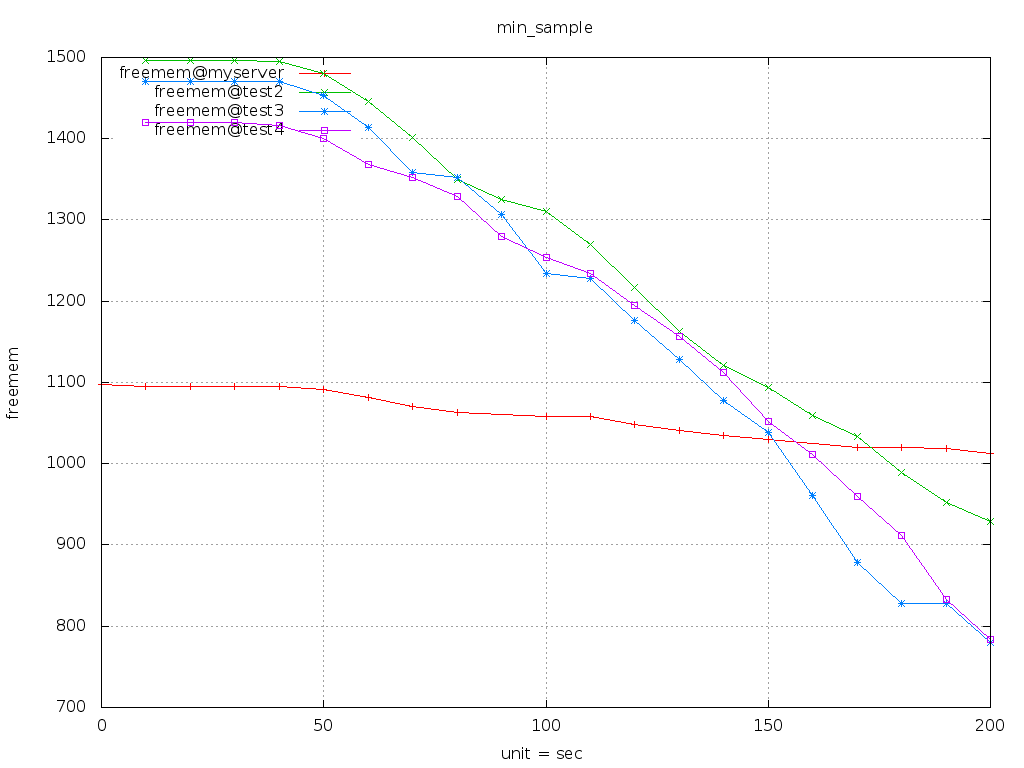 min_sample
1500
freemem@myserver
freemem@test2
freemem@test3
freemem@test4
1400
1300
1200
1100
freemem
1000
900
800
700
0 50 100 150 200
unit = sec